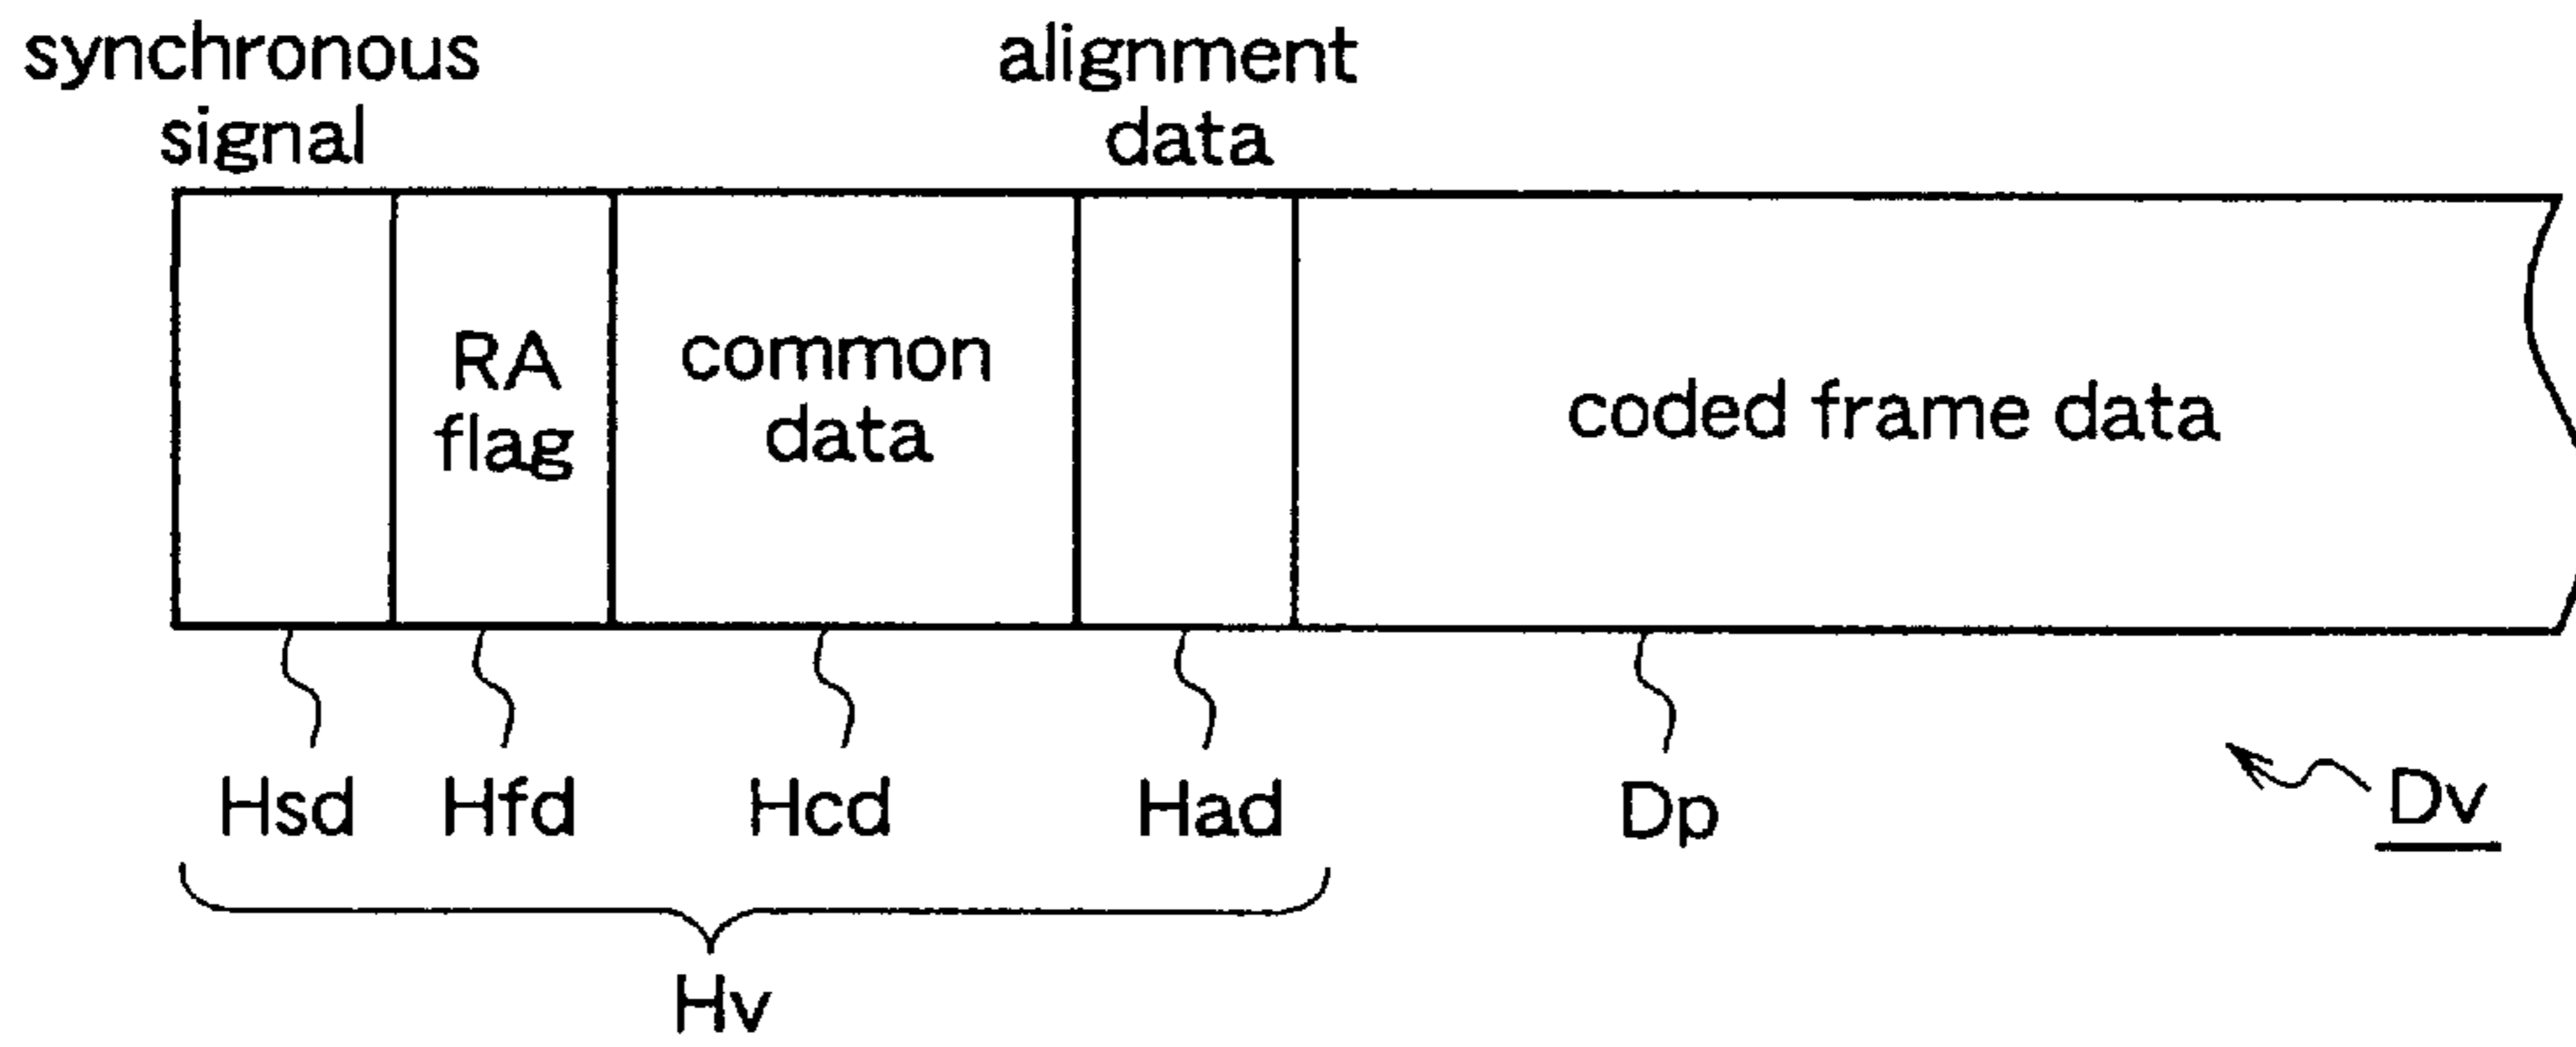 synchronous
signal
alignment
data
RA
flag
common
data
coded frame data
Hsd
Hfd
Hcd
Had
Dp
Dv
Hv